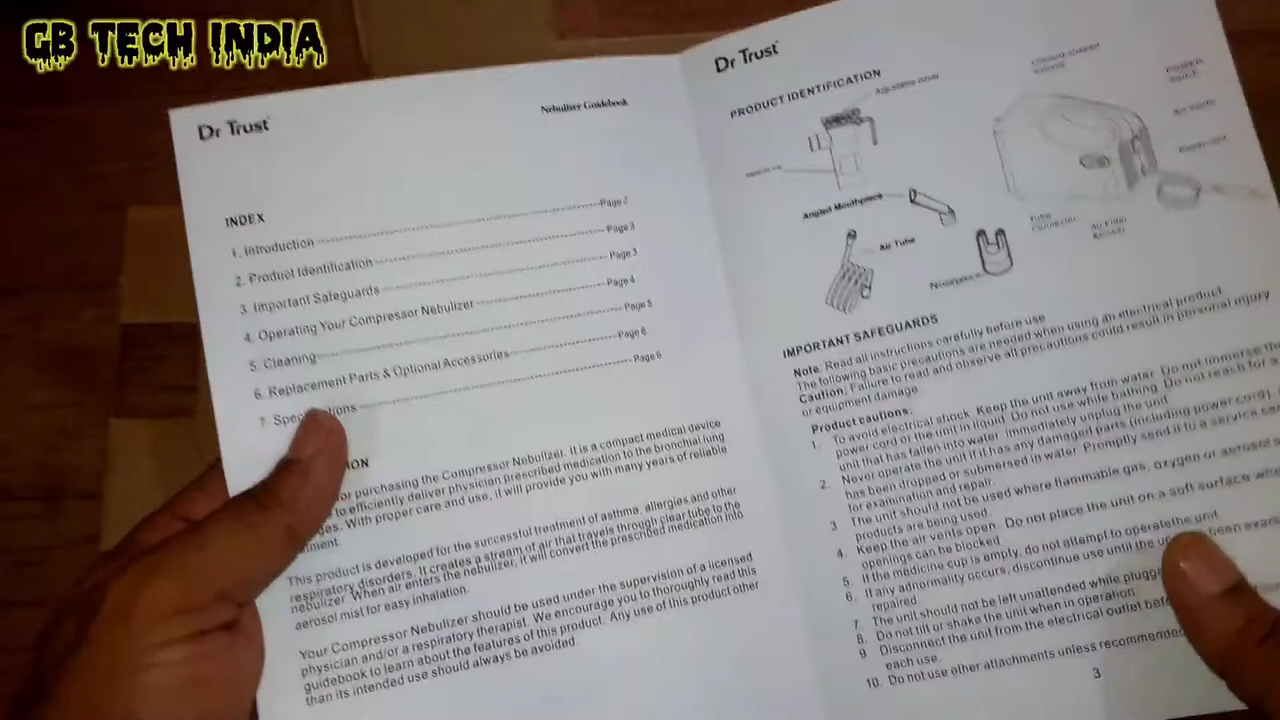 GB TECH INDIA
Dr Trust
Nebulizer Guidebook
INDEX
1. Introduction Page 2
2. Product Identification Page 3
3. Important Safeguards Page 3
4. Operating Your Compressor Nebulizer Page 4
5. Cleaning Page 5
6. Replacement Parts & Optional Accessories Page 6
7. Spec tions Page 6
ION
or purchasing the Compressor Nebulizer. It is a compact medical device
to efficiently deliver physician prescribed medication to the bronchial lung
ges. With proper care and use, it will provide you with many years of reliable
tment.
This product is developed for the successful treatment of asthma, allergies and other
respiratory disorders. It creates a stream of air that travels through clear tube to the
nebulizer. When air enters the nebulizer, it will convert the prescribed medication into
aerosol mist for easy inhalation.
Your Compressor Nebulizer should be used under the supervision of a licensed
physician and/or a respiratory therapist. We encourage you to thoroughly read this
guidebook to learn about the features of this product. Any use of this product other
than its intended use should always be avoided.
Dr Trust
PRODUCT IDENTIFICATION
Angled Mouthpiece
Air Tube
Nosepiece
IMPORTANT SAFEGUARDS
Note: Read all instructions carefully before use
The following basic precautions are needed when using an electrical product.
Caution: Failure to read and observe all precautions could result in personal injury
or equipment damage.
Product cautions:
1. To avoid electrical shock. Keep the unit away from water. Do not immerse the
power cord or the unit in liquid. Do not use while bathing. Do not reach for a
unit that has fallen into water immediately unplug the unit.
2. Never operate the unit if it has any damaged parts (including power cord),
has been dropped or submersed in water. Promptly send it to a service
for examination and repair.
3 The unit should not be used where flammable gas, oxygen or aerosol
products are being used.
4. Keep the air vents open. Do not place the unit on a soft surface
openings can be blocked.
5. If the medicine cup is empty, do not attempt to operate the unit.
6. If any adnormality occurs, discontinue use until the been
repaired.
7. The unit should not be left unattended while plugge
8. Do not tilt or shake the unit when in operation.
9 Disconnect the unit from the electrical outlet
each use.
10. Do not use other attachments unless recommended
3